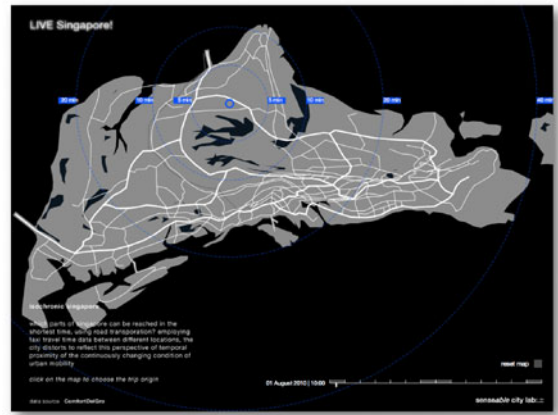 LIVE Singapore!
20 min 10 min 5 min 5 min 10 min 20 min 40 min
Isochronic Singapore
which parts of singapore can be reached in the
shortest time, using road transporation? employing
taxi travel time data between different locations, the
city distorts to reflect this perspective of temporal
proximity of the continuously changing condition of
urban mobility
click on the map to choose the trip origin
reset map
01 August 2010 | 10:00
data source ComfortDelGro
senseable city lab